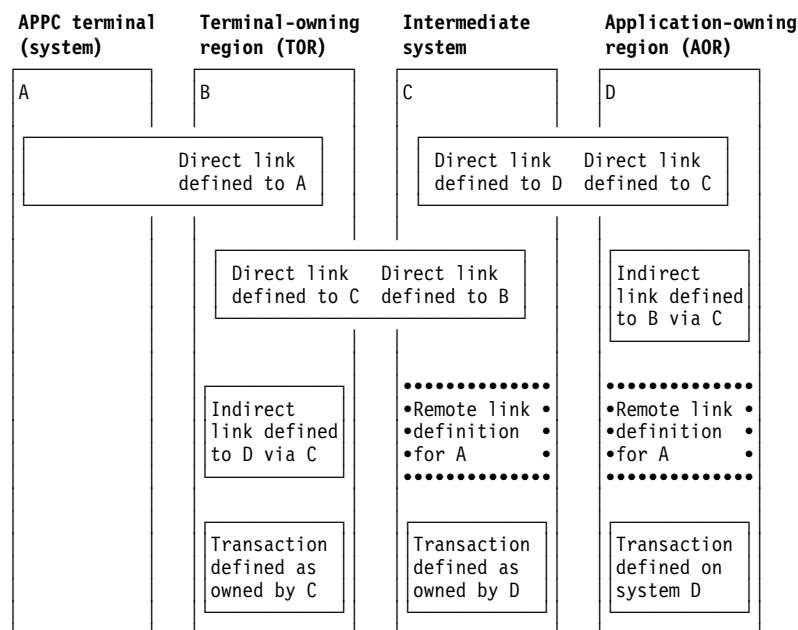 APPC terminal (system)
Terminal-owning region (TOR)
Intermediate system
Application-owning region (AOR)
A
B
C
D
Direct link
defined to A
Direct link
defined to D
Direct link
defined to C
Direct link
defined to C
Direct link
defined to B
Indirect
link defined
to B via C
Indirect
link defined
to D via C
Remote link
definition
for A
Remote link
definition
for A
Transaction
defined as
owned by C
Transaction
defined as
owned by D
Transaction
defined on
system D